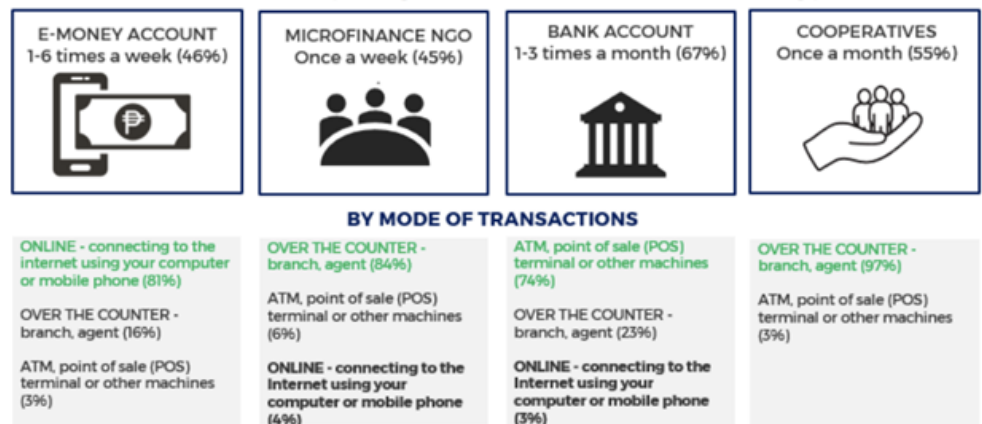 E-MONEY ACCOUNT
1-6 times a week (46%)
MICROFINANCE NGO
Once a week (45%)
BANK ACCOUNT
1-3 times a month (67%)
COOPERATIVES
Once a month (55%)
₱
BY MODE OF TRANSACTIONS
ONLINE - connecting to the
internet using your computer
or mobile phone (81%)
OVER THE COUNTER -
branch, agent (16%)
ATM, point of sale (POS)
terminal or other machines
(3%)
OVER THE COUNTER -
branch, agent (84%)
ATM, point of sale (POS)
terminal or other machines
(6%)
ONLINE - connecting to the
Internet using your
computer or mobile phone
(4%)
ATM, point of sale (POS)
terminal or other machines
(74%)
OVER THE COUNTER -
branch, agent (23%)
ONLINE - connecting to the
Internet using your
computer or mobile phone
(3%)
OVER THE COUNTER -
branch, agent (97%)
ATM, point of sale (POS)
terminal or other machines
(3%)